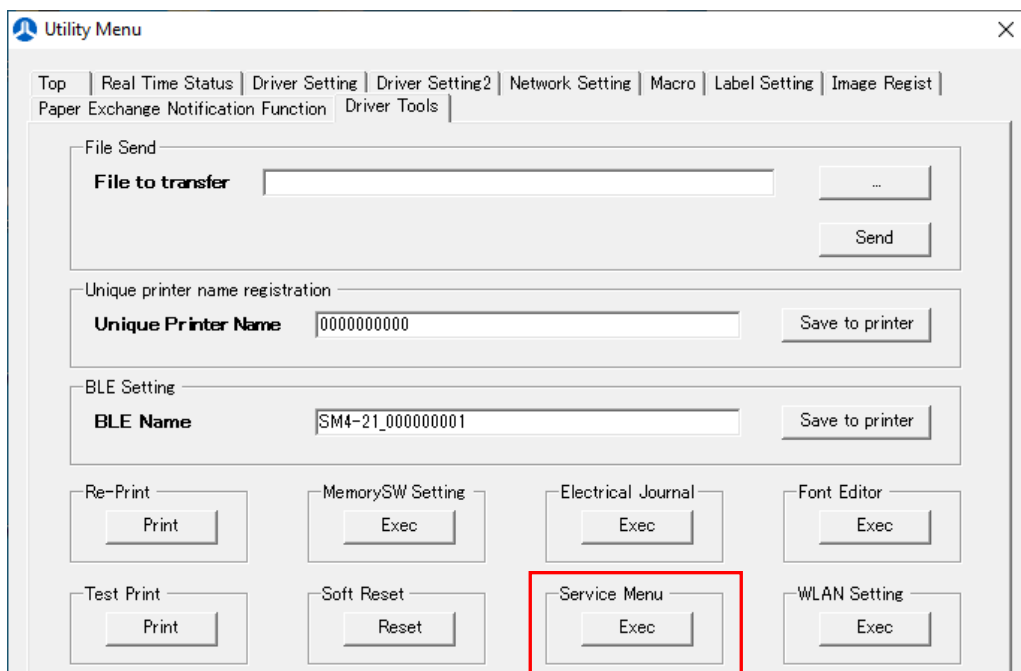 Utility Menu
Top Real Time Status Driver Setting Driver Setting2 Network Setting Macro Label Setting Image Regist
Paper Exchange Notification Function Driver Tools
File Send
File to transfer ...
Send
Unique printer name registration
Unique Printer Name 0000000000 Save to printer
BLE Setting
BLE Name SM4-21_000000001 Save to printer
Re-Print MemorySW Setting Electrical Journal Font Editor
Print Exec Exec Exec
Test Print Soft Reset Service Menu WLAN Setting
Print Reset Exec Exec